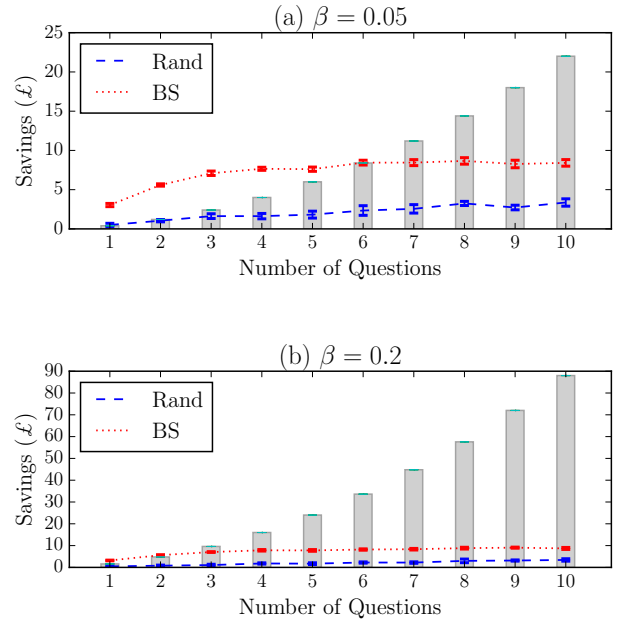 (a) β = 0.05
Savings (£)
25
20
15
10
5
0
Rand
BS
1 2 3 4 5 6 7 8 9 10
Number of Questions
(b) β = 0.2
Savings (£)
90
80
70
60
50
40
30
20
10
0
Rand
BS
1 2 3 4 5 6 7 8 9 10
Number of Questions